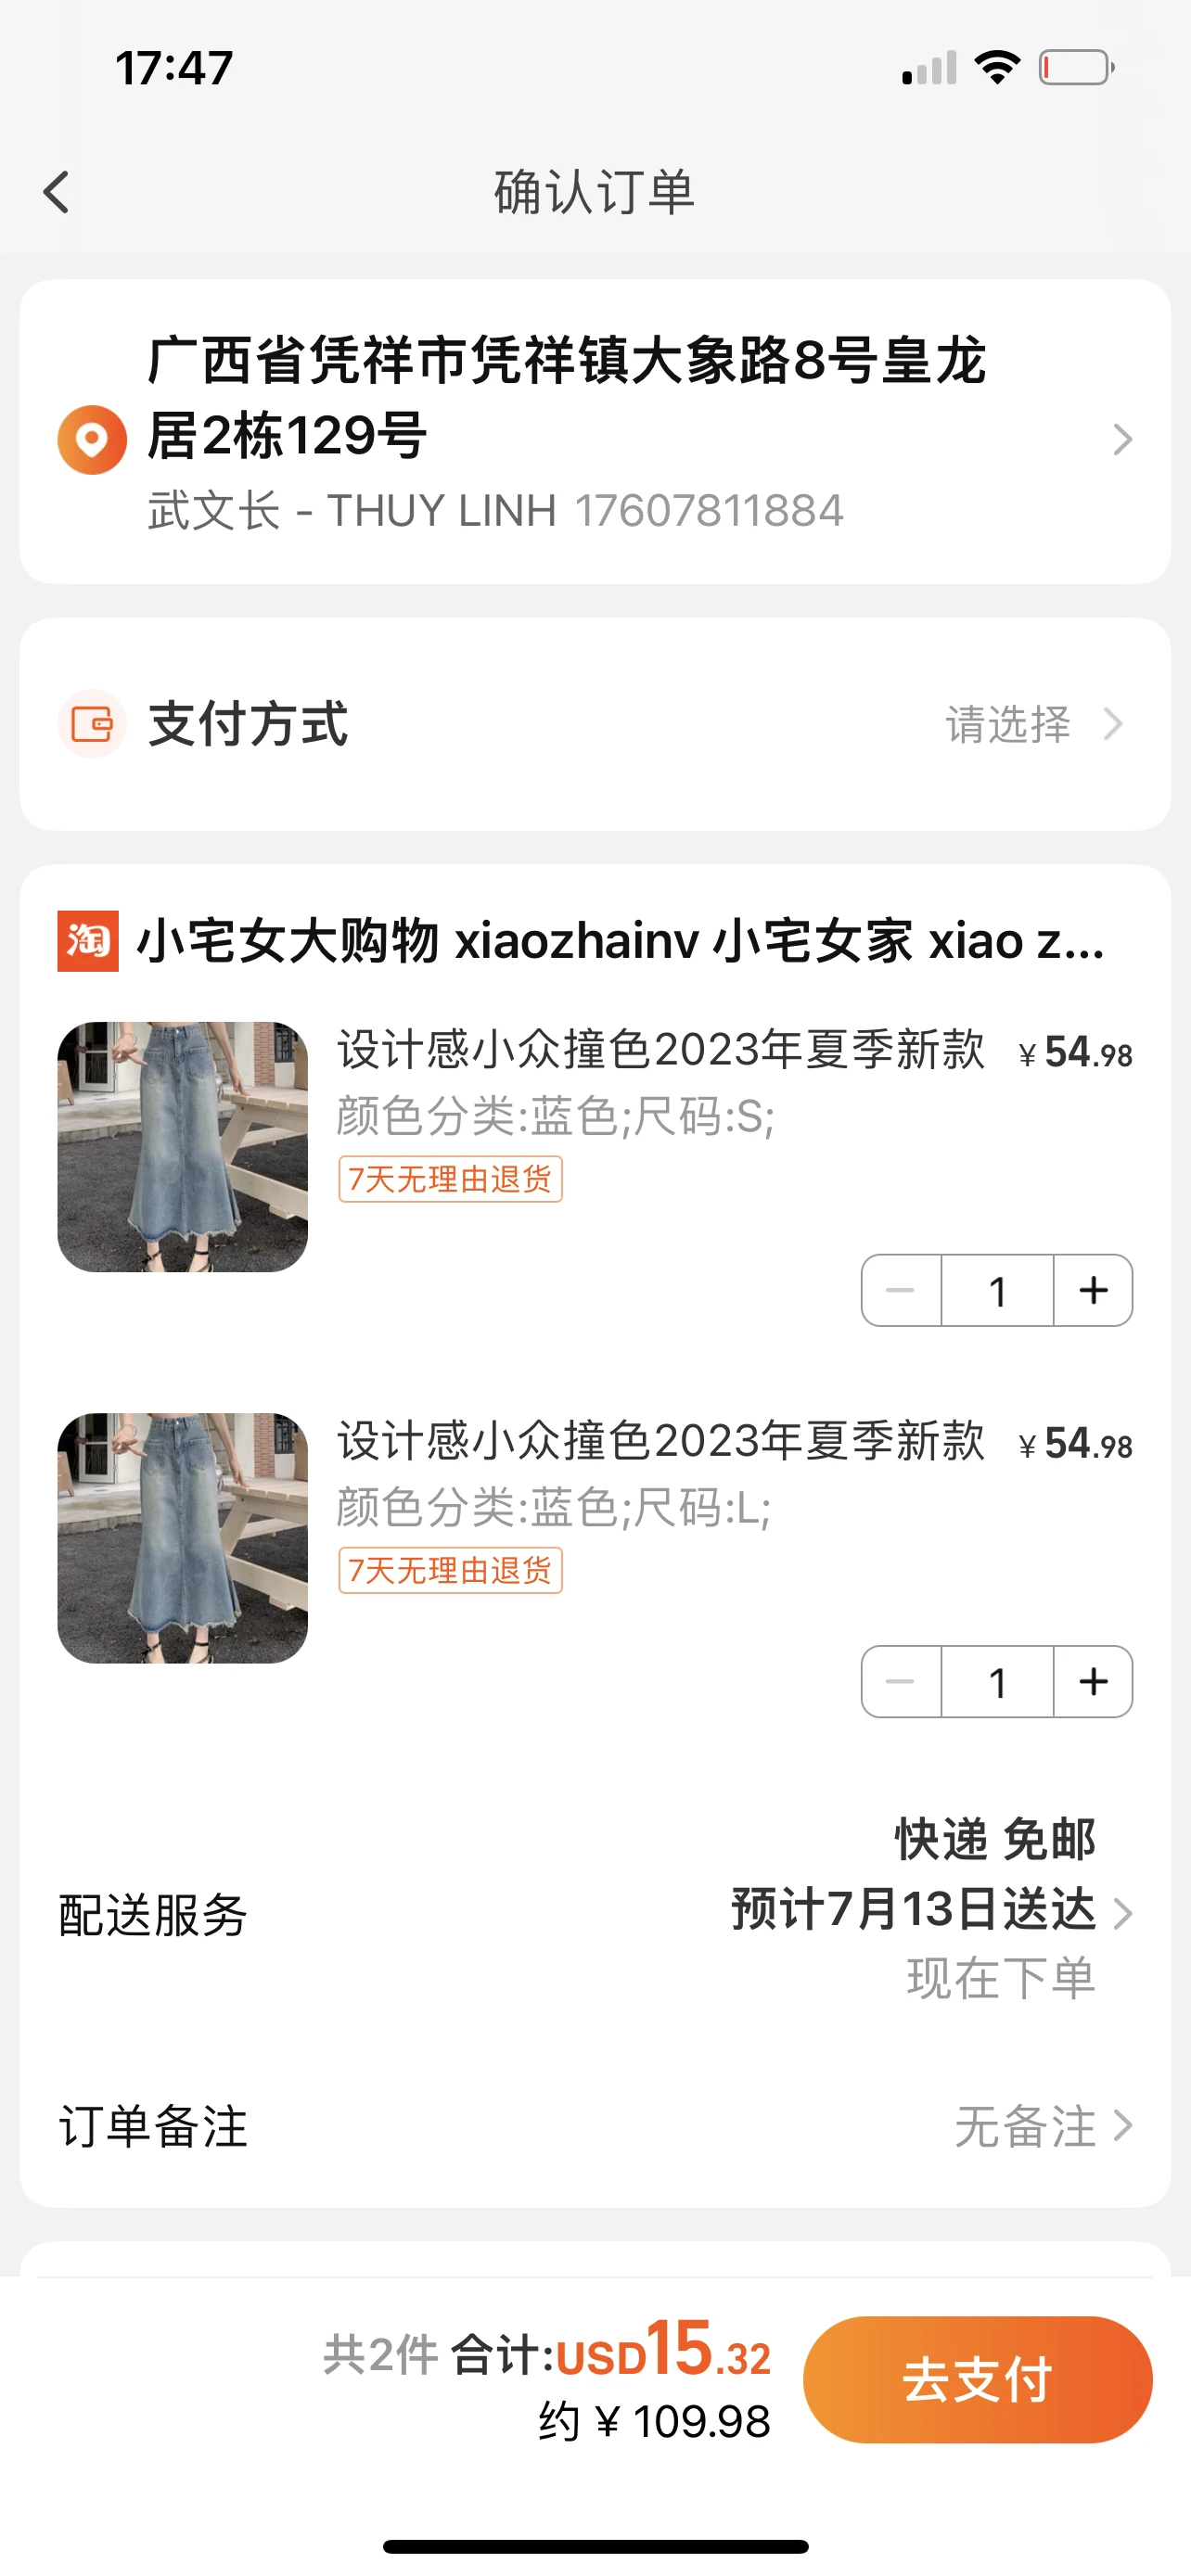 17:47
确认订单
广西省凭祥市凭祥镇大象路8号皇龙
居2栋129号
武文长 - THUY LINH 17607811884
支付方式 请选择
淘 小宅女大购物 xiaozhainv 小宅女家 xiao z...
设计感小众撞色2023年夏季新款 ¥54.98
颜色分类:蓝色;尺码:S;
7天无理由退货
1
设计感小众撞色2023年夏季新款 ¥54.98
颜色分类:蓝色;尺码:L;
7天无理由退货
1
快递 免邮
配送服务 预计7月13日送达
现在下单
订单备注 无备注
共2件 合计:USD15.32
约 ¥109.98
去支付